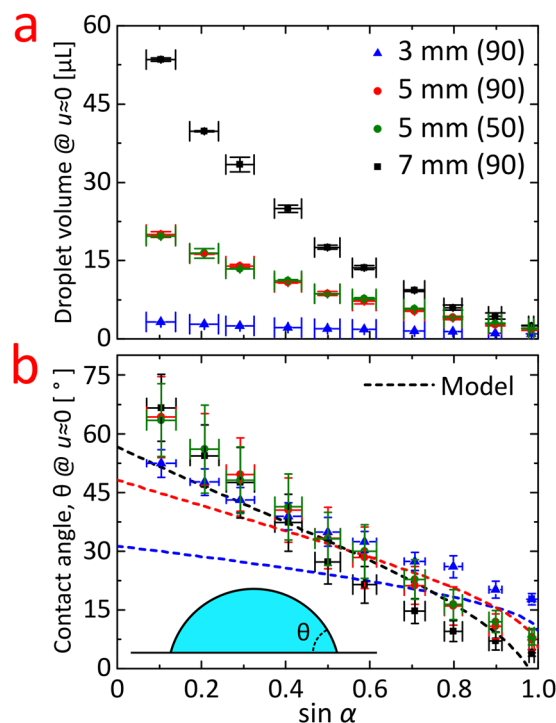 a
60
45
30
15
0
Droplet volume @ u≈0 [µL]
3 mm (90)
5 mm (90)
5 mm (50)
7 mm (90)
b
75
60
45
30
15
0
Contact angle, θ @ u≈0 [°]
Model
θ
0
0.2
0.4
0.6
0.8
1.0
sin α